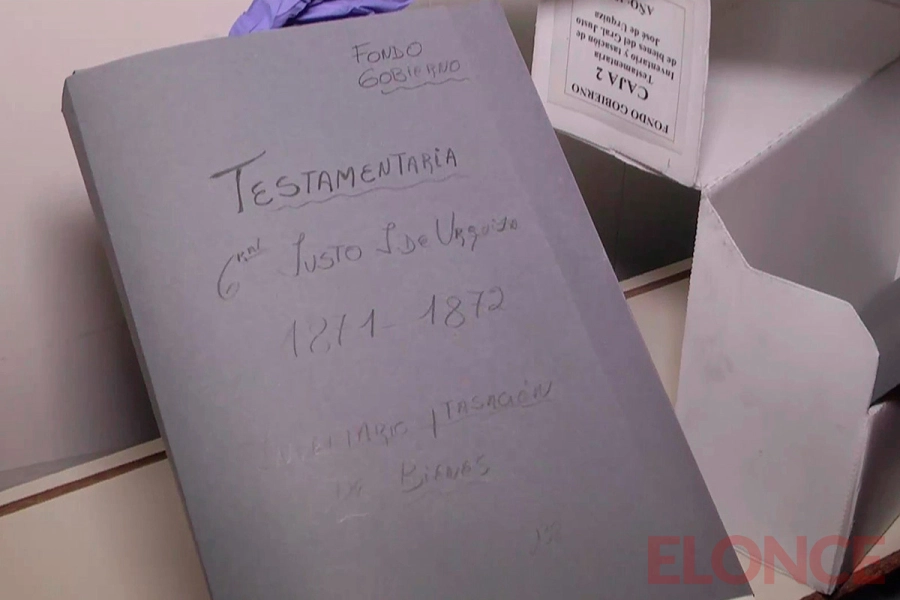 FONDO
GOBIERNO
TESTAMENTARIA
Gral JUSTO J. DE URQUIZA
1871 - 1872
INVENTARIO Y TASACIÓN
DE BIENES
FONDO GOBIERNO
CAJA 2
Testamentaria
Inventario y tasación de
de bienes del Gral. Justo
José de Urquiza
AÑO
ELONCE